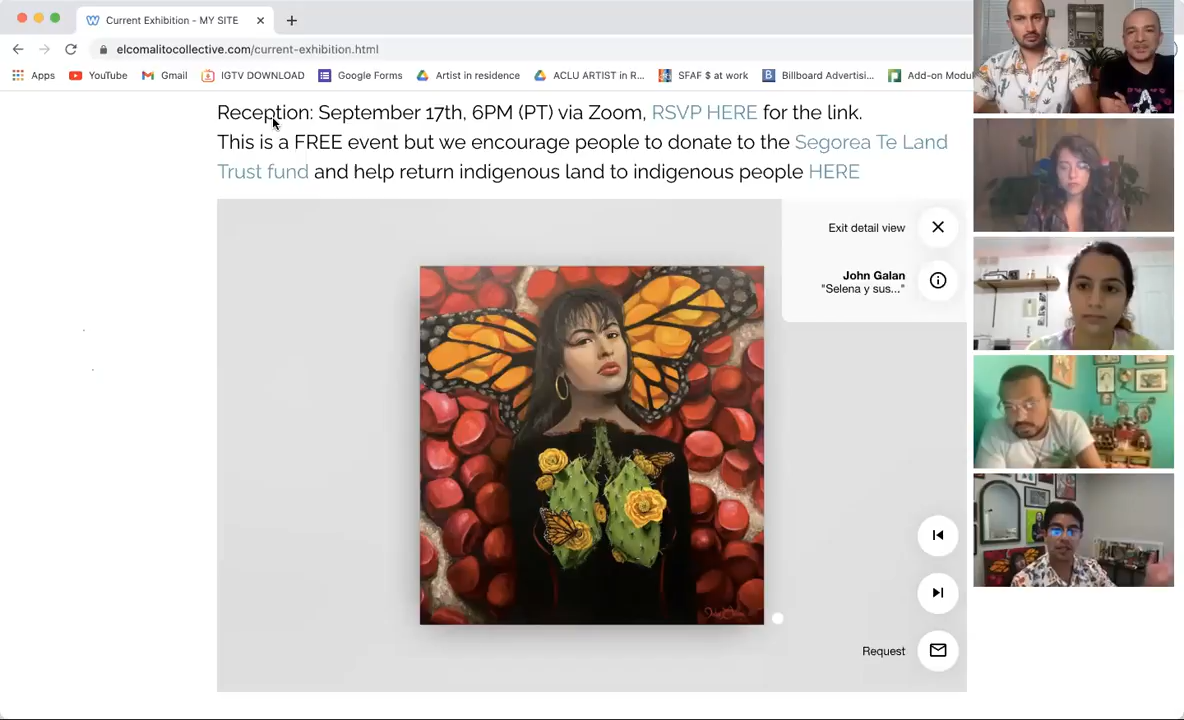 Current Exhibition - MY SITE
elcomalitocollective.com/current-exhibition.html
Apps YouTube Gmail IGTV DOWNLOAD Google Forms Artist in residence ACLU ARTIST in R... SFAF $ at work Billboard Advertisi... Add-on Modu
Reception: September 17th, 6PM (PT) via Zoom, RSVP HERE for the link.
This is a FREE event but we encourage people to donate to the Segorea Te Land
Trust fund and help return indigenous land to indigenous people HERE
Exit detail view
John Galan
"Selena y sus..."
Request